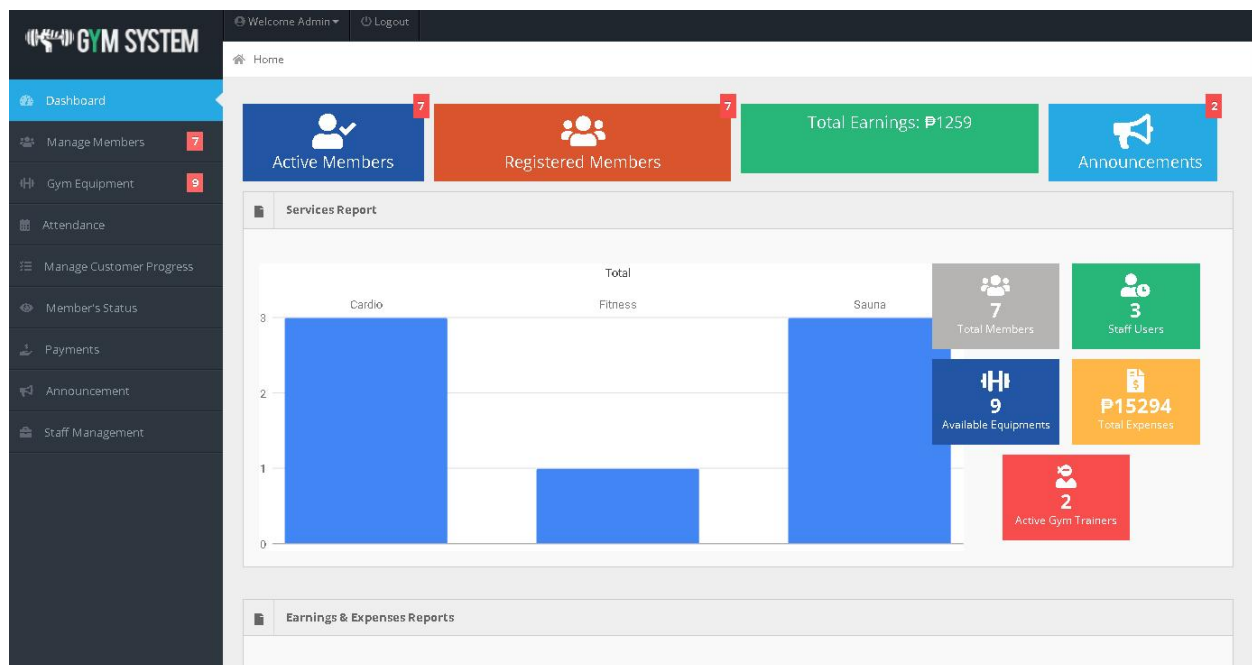 GYM SYSTEM
Welcome Admin
Logout
Home
Dashboard
Manage Members
7
Gym Equipment
9
Attendance
Manage Customer Progress
Member's Status
Payments
Announcement
Staff Management
7
Active Members
7
Registered Members
Total Earnings: ₱1259
2
Announcements
Services Report
Total
Cardio
Fitness
Sauna
3
2
1
0
7
Total Members
3
Staff Users
9
Available Equipments
₱15294
Total Expenses
2
Active Gym Trainers
Earnings & Expenses Reports